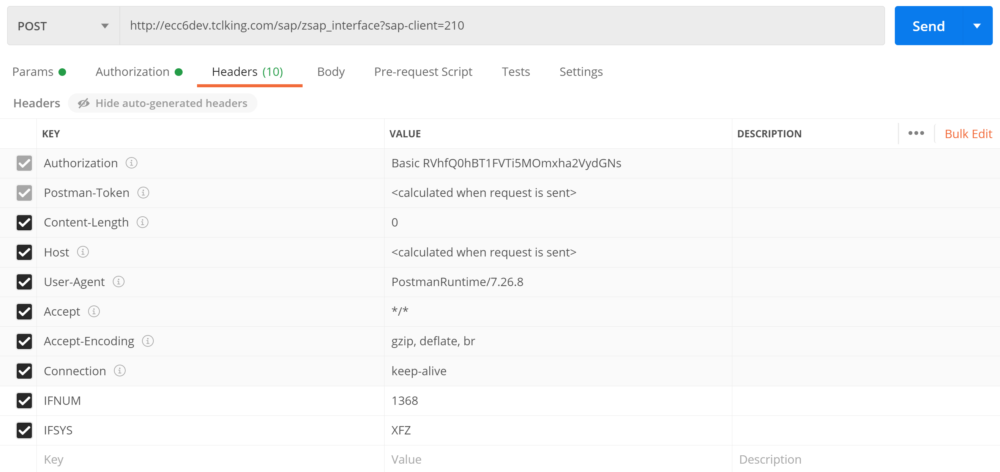 POST http://ecc6dev.tclking.com/sap/zsap_interface?sap-client=210 Send
Params Authorization Headers (10) Body Pre-request Script Tests Settings
Headers Hide auto-generated headers
KEY VALUE DESCRIPTION ••• Bulk Edit
Authorization Basic RVhfQ0hBT1FVTi5MOmxha2VydGNs
Postman-Token <calculated when request is sent>
Content-Length 0
Host <calculated when request is sent>
User-Agent PostmanRuntime/7.26.8
Accept */*
Accept-Encoding gzip, deflate, br
Connection keep-alive
IFNUM 1368
IFSYS XFZ
Key Value Description